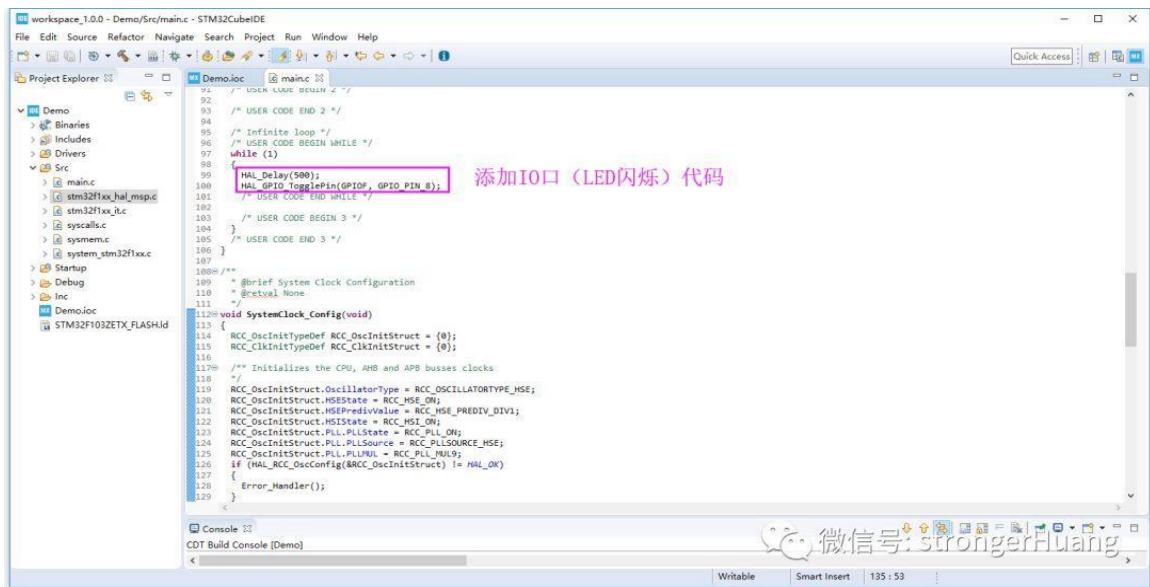 workspace_1.0.0 - Demo/Src/main.c - STM32CubeIDE
File Edit Source Refactor Navigate Search Project Run Window Help
Quick Access
Project Explorer
Demo.ioc main.c
Demo
Binaries
Includes
Drivers
Src
main.c
stm32f1xx_hal_msp.c
stm32f1xx_it.c
syscalls.c
sysmem.c
system_stm32f1xx.c
Startup
Debug
Inc
Demo.ioc
STM32F103ZETX_FLASH.ld
91 /* USER CODE BEGIN 2 */
92
93 /* USER CODE END 2 */
94
95 /* Infinite loop */
96 /* USER CODE BEGIN WHILE */
97 while (1)
98 {
99 HAL_Delay(500);
100 HAL_GPIO_TogglePin(GPIOF, GPIO_PIN_8);
101 /* USER CODE END WHILE */
102
103 /* USER CODE BEGIN 3 */
104 }
105 /* USER CODE END 3 */
106 }
107
108 /**
109 * @brief System Clock Configuration
110 * @retval None
111 */
112 void SystemClock_Config(void)
113 {
114 RCC_OscInitTypeDef RCC_OscInitStruct = {0};
115 RCC_ClkInitTypeDef RCC_ClkInitStruct = {0};
116
117 /** Initializes the CPU, AHB and APB busses clocks
118 */
119 RCC_OscInitStruct.OscillatorType = RCC_OSCILLATORTYPE_HSE;
120 RCC_OscInitStruct.HSEState = RCC_HSE_ON;
121 RCC_OscInitStruct.HSEPredivValue = RCC_HSE_PREDIV_DIV1;
122 RCC_OscInitStruct.HSIState = RCC_HSI_ON;
123 RCC_OscInitStruct.PLL.PLLState = RCC_PLL_ON;
124 RCC_OscInitStruct.PLL.PLLSource = RCC_PLLSOURCE_HSE;
125 RCC_OscInitStruct.PLL.PLLMUL = RCC_PLL_MUL9;
126 if (HAL_RCC_OscConfig(&RCC_OscInitStruct) != HAL_OK)
127 {
128 Error_Handler();
129 }
添加IO口（LED闪烁）代码
Console
CDT Build Console [Demo]
微信号: strongerHuang
Writable Smart Insert 135 : 53